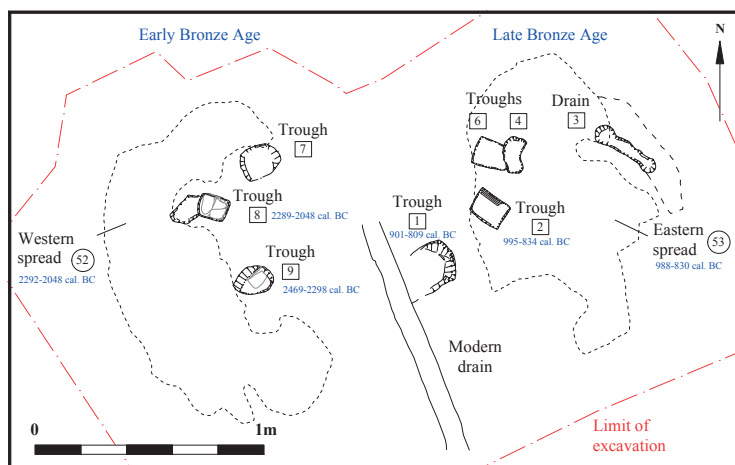 Early Bronze Age
Late Bronze Age
N
Troughs
6 4
Drain
3
Trough
7
Trough
8 2289-2048 cal. BC
Trough
1
901-809 cal. BC
Trough
2
995-834 cal. BC
Western
spread 52
2292-2048 cal. BC
Trough
9
2469-2298 cal. BC
Eastern
spread 53
988-830 cal. BC
Modern
drain
Limit of
excavation
0 1m